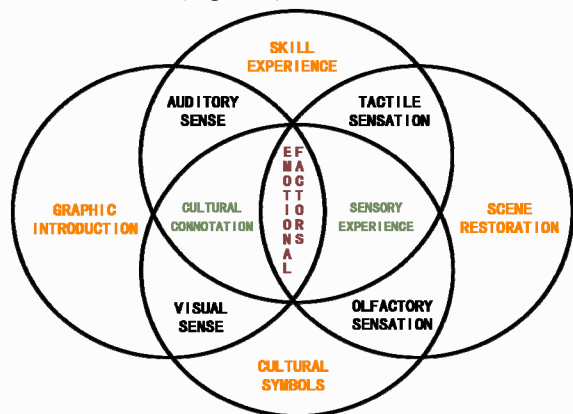 SKILL
EXPERIENCE
AUDITORY
SENSE
TACTILE
SENSATION
EMOTIONAL
FACTORS
GRAPHIC
INTRODUCTION
CULTURAL
CONNOTATION
SENSORY
EXPERIENCE
SCENE
RESTORATION
VISUAL
SENSE
OLFACTORY
SENSATION
CULTURAL
SYMBOLS